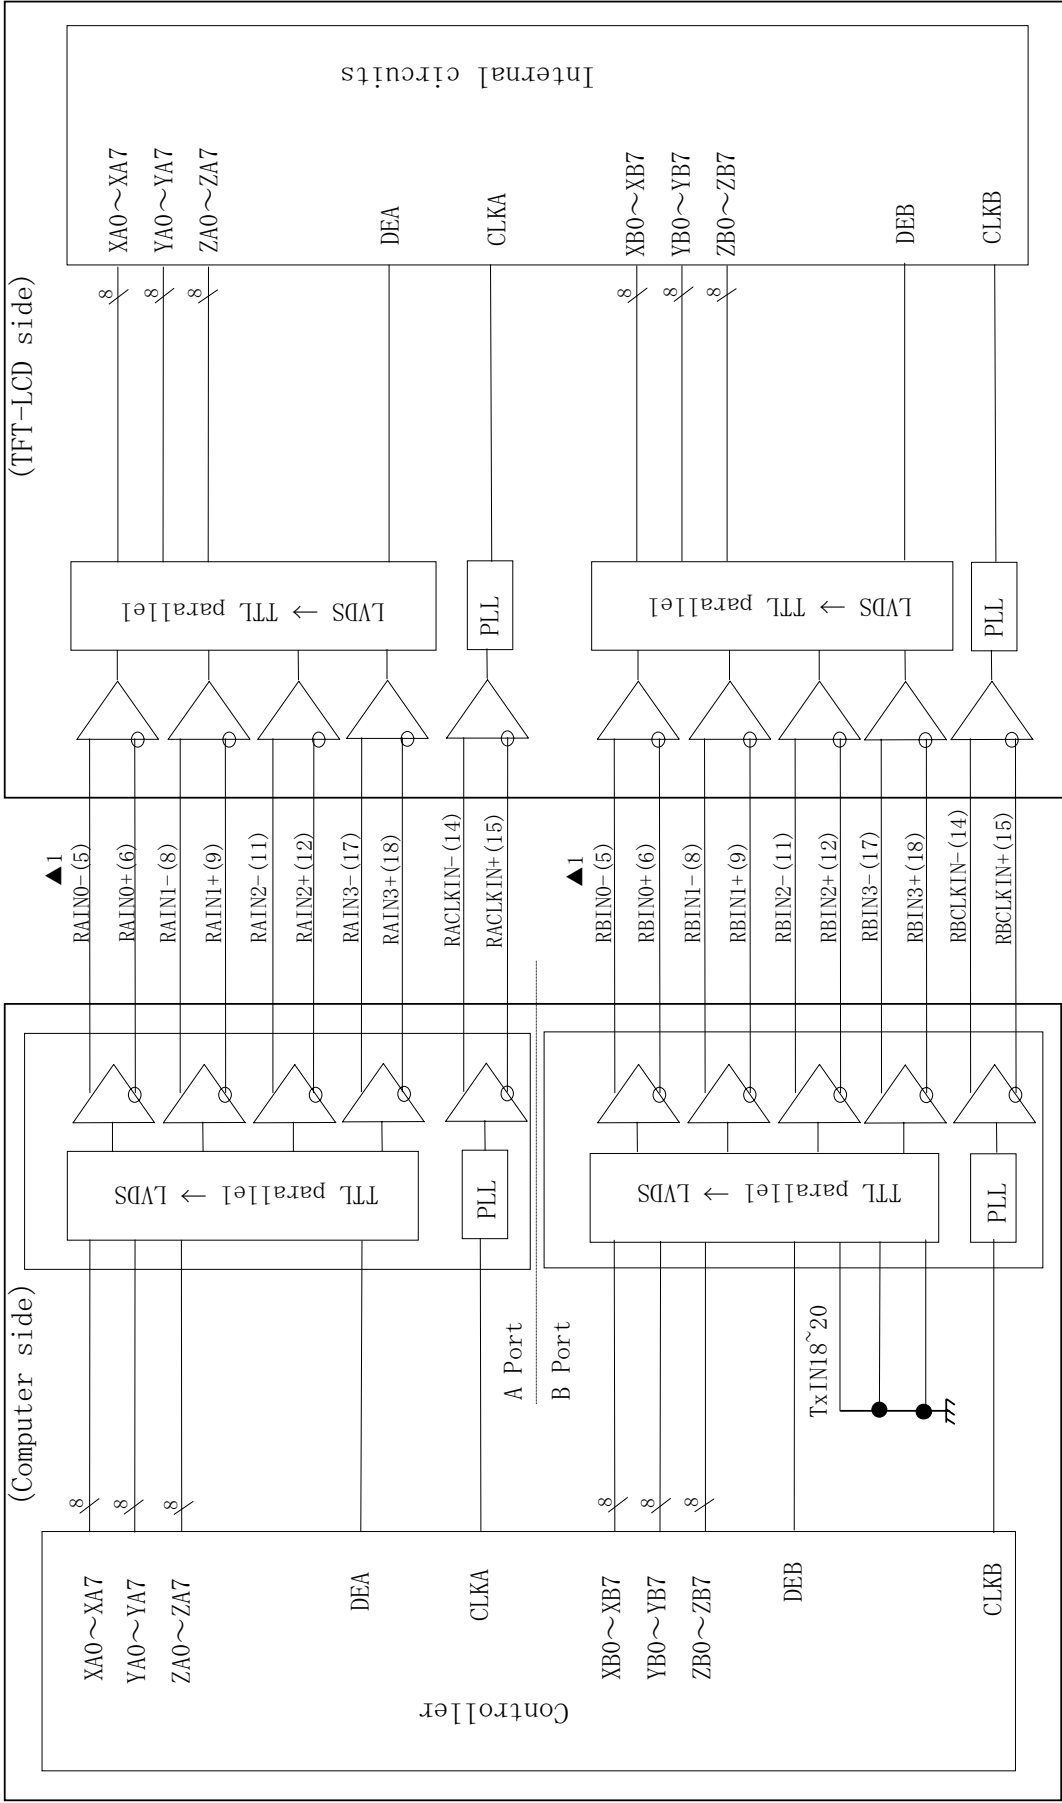 (Computer side)
(TFT-LCD side)
Controller
XA0～XA7
YA0～YA7
ZA0～ZA7
DEA
CLKA
8
8
8
TTL parallel → LVDS
PLL
A Port
▲1
RAIN0-(5)
RAIN0+(6)
RAIN1-(8)
RAIN1+(9)
RAIN2-(11)
RAIN2+(12)
RAIN3-(17)
RAIN3+(18)
RACLKIN-(14)
RACLKIN+(15)
LVDS → TTL parallel
PLL
8
8
8
XA0～XA7
YA0～YA7
ZA0～ZA7
DEA
CLKA
Internal circuits
B Port
XB0～XB7
YB0～YB7
ZB0～ZB7
DEB
CLKB
8
8
8
TxIN18~20
TTL parallel → LVDS
PLL
▲1
RBIN0-(5)
RBIN0+(6)
RBIN1-(8)
RBIN1+(9)
RBIN2-(11)
RBIN2+(12)
RBIN3-(17)
RBIN3+(18)
RBCLKIN-(14)
RBCLKIN+(15)
LVDS → TTL parallel
PLL
8
8
8
XB0～XB7
YB0～YB7
ZB0～ZB7
DEB
CLKB